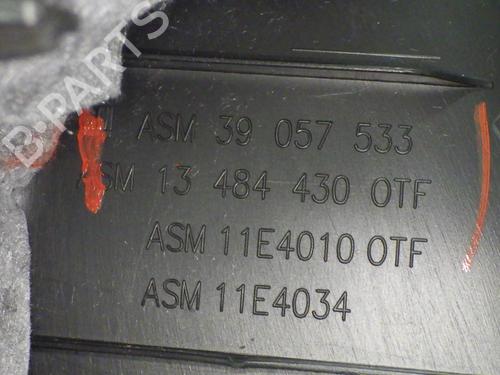 B-PARTS
ASM 39 057 533
ASM 13 484 430 OTF
ASM 11E4010 OTF
ASM 11E4034